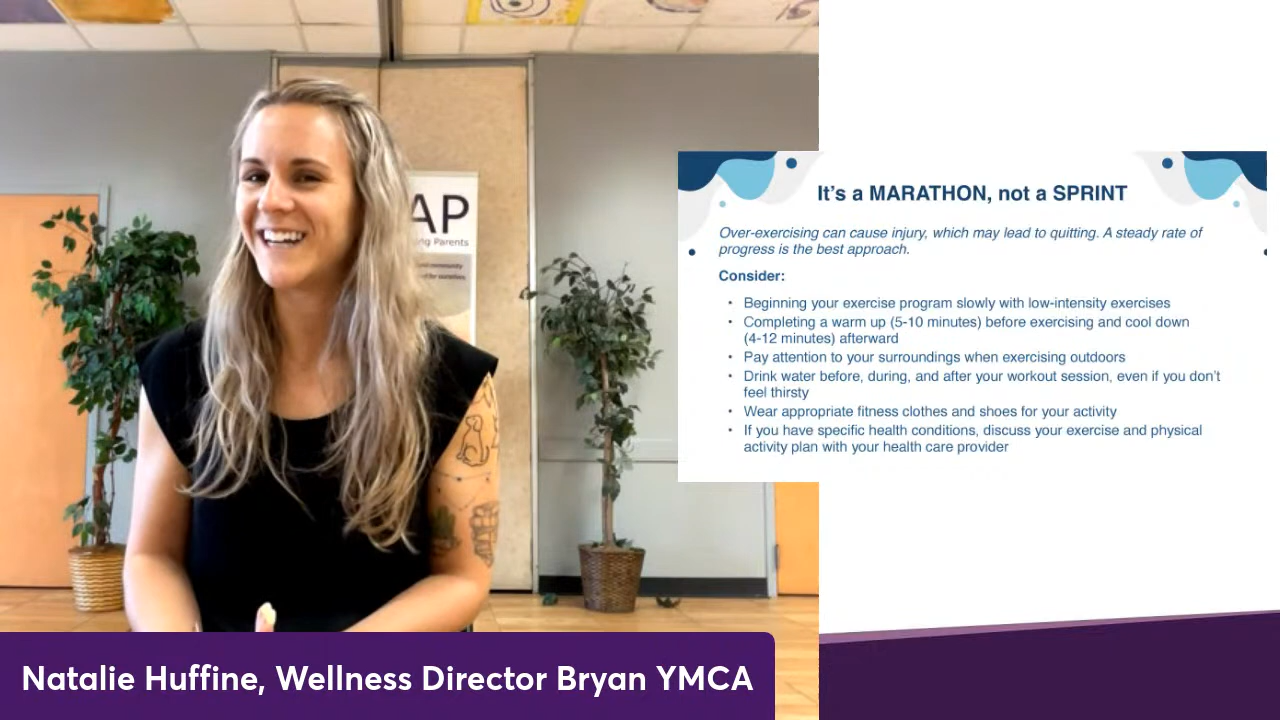 AP
ng Parents
It's a MARATHON, not a SPRINT
Over-exercising can cause injury, which may lead to quitting. A steady rate of
progress is the best approach.
Consider:
• Beginning your exercise program slowly with low-intensity exercises
• Completing a warm up (5-10 minutes) before exercising and cool down
(4-12 minutes) afterward
• Pay attention to your surroundings when exercising outdoors
• Drink water before, during, and after your workout session, even if you don't
feel thirsty
• Wear appropriate fitness clothes and shoes for your activity
• If you have specific health conditions, discuss your exercise and physical
activity plan with your health care provider
Natalie Huffine, Wellness Director Bryan YMCA